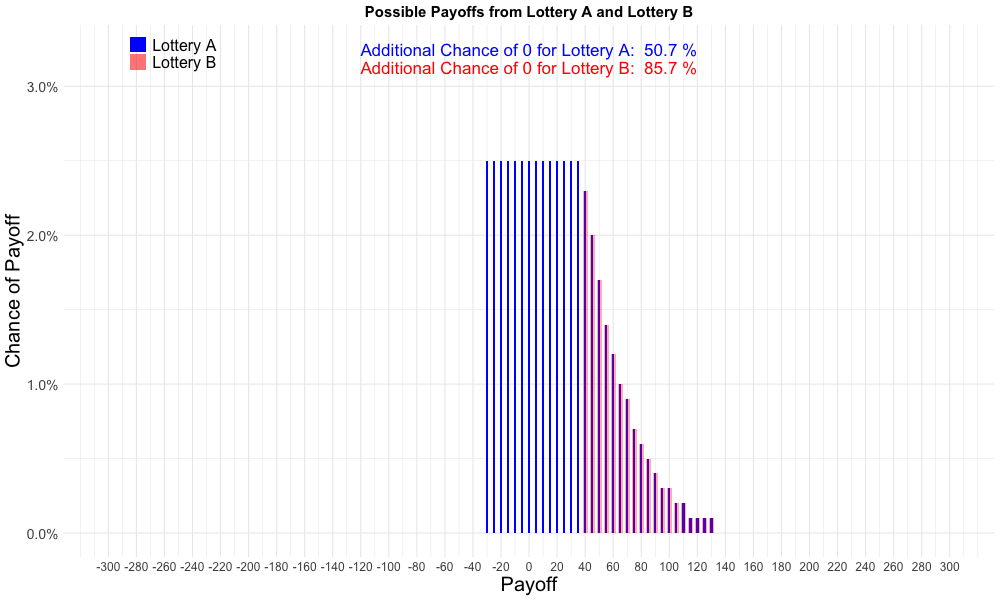 Possible Payoffs from Lottery A and Lottery B
Lottery A
Lottery B
Additional Chance of 0 for Lottery A: 50.7 %
Additional Chance of 0 for Lottery B: 85.7 %
3.0%
2.0%
1.0%
0.0%
Chance of Payoff
-300 -280 -260 -240 -220 -200 -180 -160 -140 -120 -100 -80 -60 -40 -20 0 20 40 60 80 100 120 140 160 180 200 220 240 260 280 300
Payoff